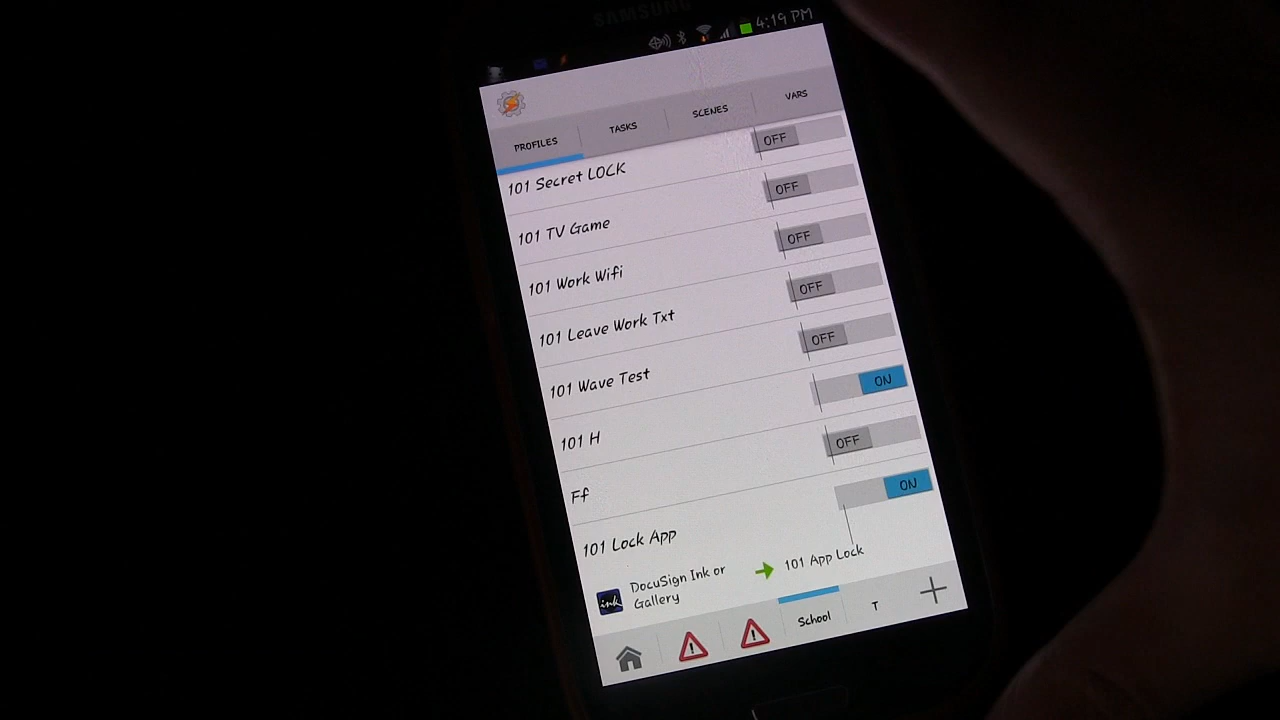 SAMSUNG
4:19 PM
PROFILES
TASKS
SCENES
VARS
OFF
101 Secret LOCK
OFF
101 TV Game
OFF
101 Work Wifi
OFF
101 Leave Work Txt
OFF
101 Wave Test
ON
101 H
OFF
Ff
ON
101 Lock App
ink
DocuSign Ink or
Gallery
101 App Lock
School
T